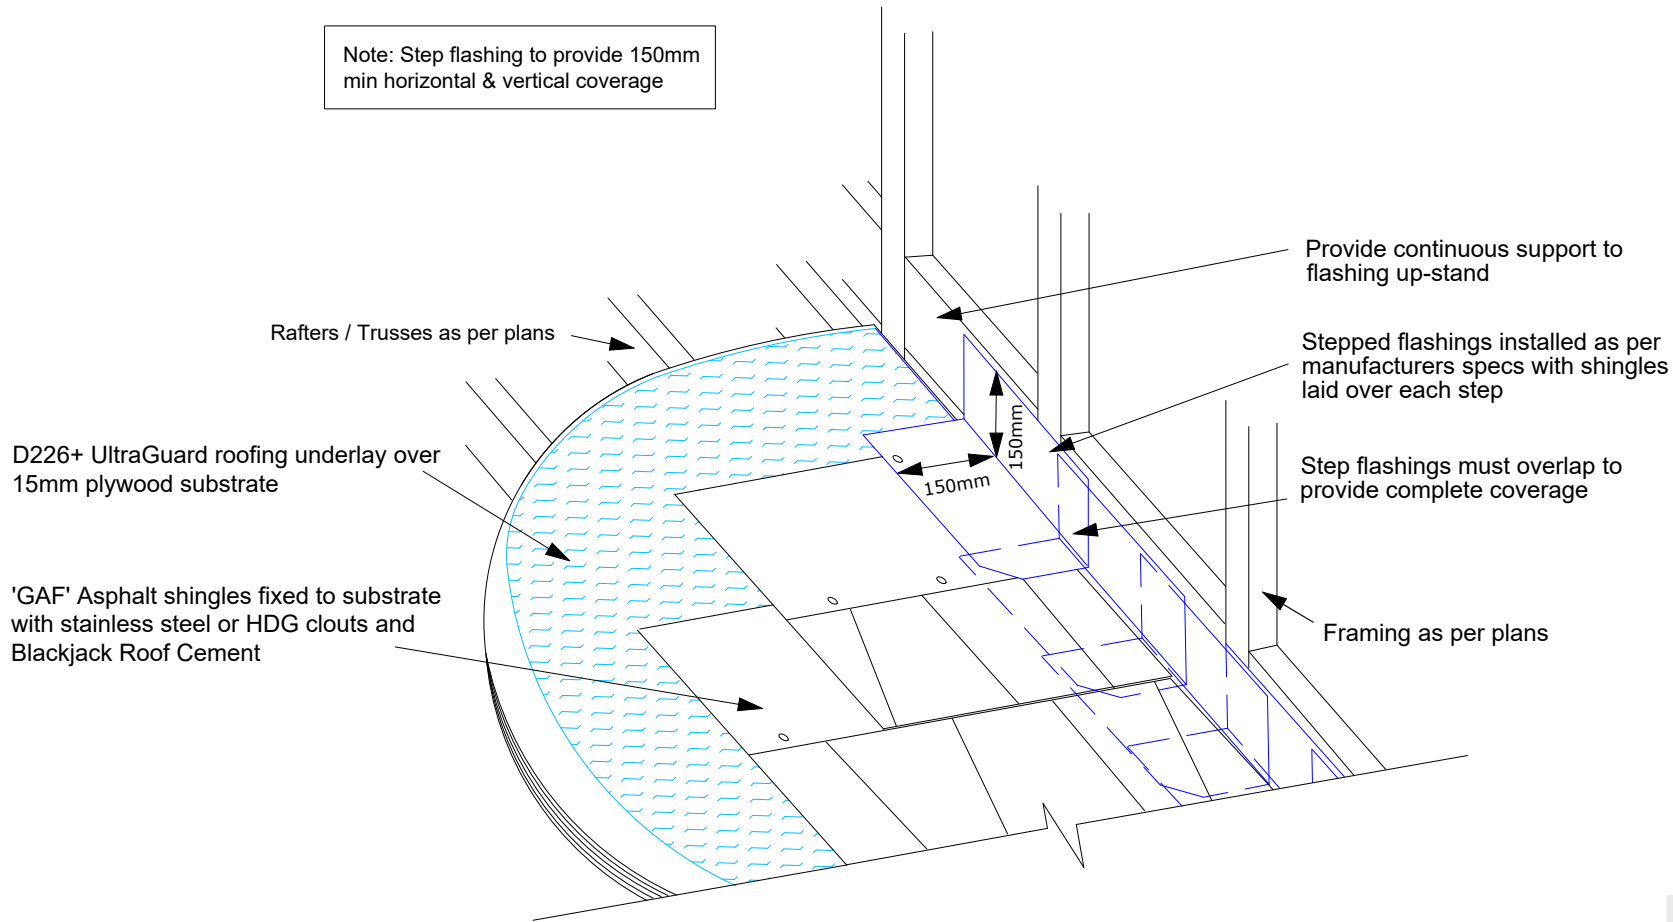 Note: Step flashing to provide 150mm
min horizontal & vertical coverage
Provide continuous support to
flashing up-stand
Rafters / Trusses as per plans
Stepped flashings installed as per
manufacturers specs with shingles
laid over each step
150mm
150mm
D226+ UltraGuard roofing underlay over
15mm plywood substrate
Step flashings must overlap to
provide complete coverage
'GAF' Asphalt shingles fixed to substrate
with stainless steel or HDG clouts and
Blackjack Roof Cement
Framing as per plans